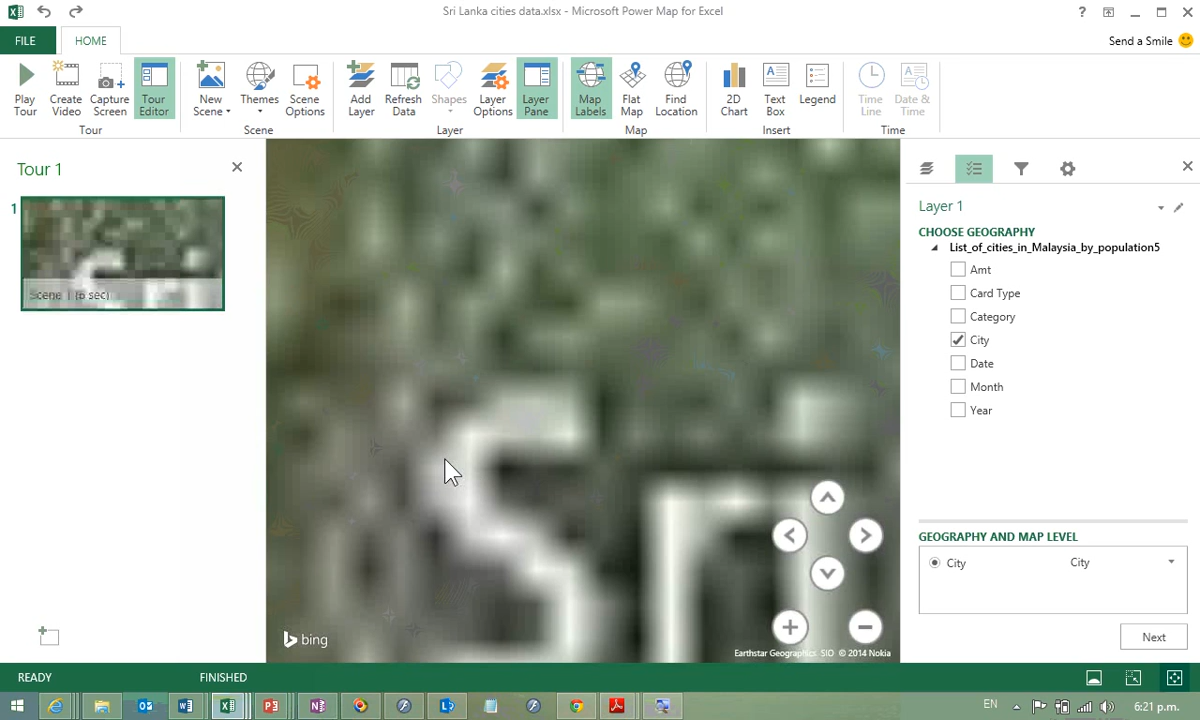 Sri Lanka cities data.xlsx - Microsoft Power Map for Excel
FILE
HOME
Send a Smile
Play Tour
Create Video
Capture Screen
Tour Editor
New Scene
Themes
Scene Options
Add Layer
Refresh Data
Shapes
Layer Options
Layer Pane
Map Labels
Flat Map
Find Location
2D Chart
Text Box
Legend
Time Line
Date & Time
Tour
Scene
Layer
Map
Insert
Time
Tour 1
1
Scene 1 (6 sec)
bing
Earthstar Geographics SIO © 2014 Nokia
Layer 1
CHOOSE GEOGRAPHY
List_of_cities_in_Malaysia_by_population5
Amt
Card Type
Category
City
Date
Month
Year
GEOGRAPHY AND MAP LEVEL
City City
Next
READY FINISHED
EN 6:21 p.m.